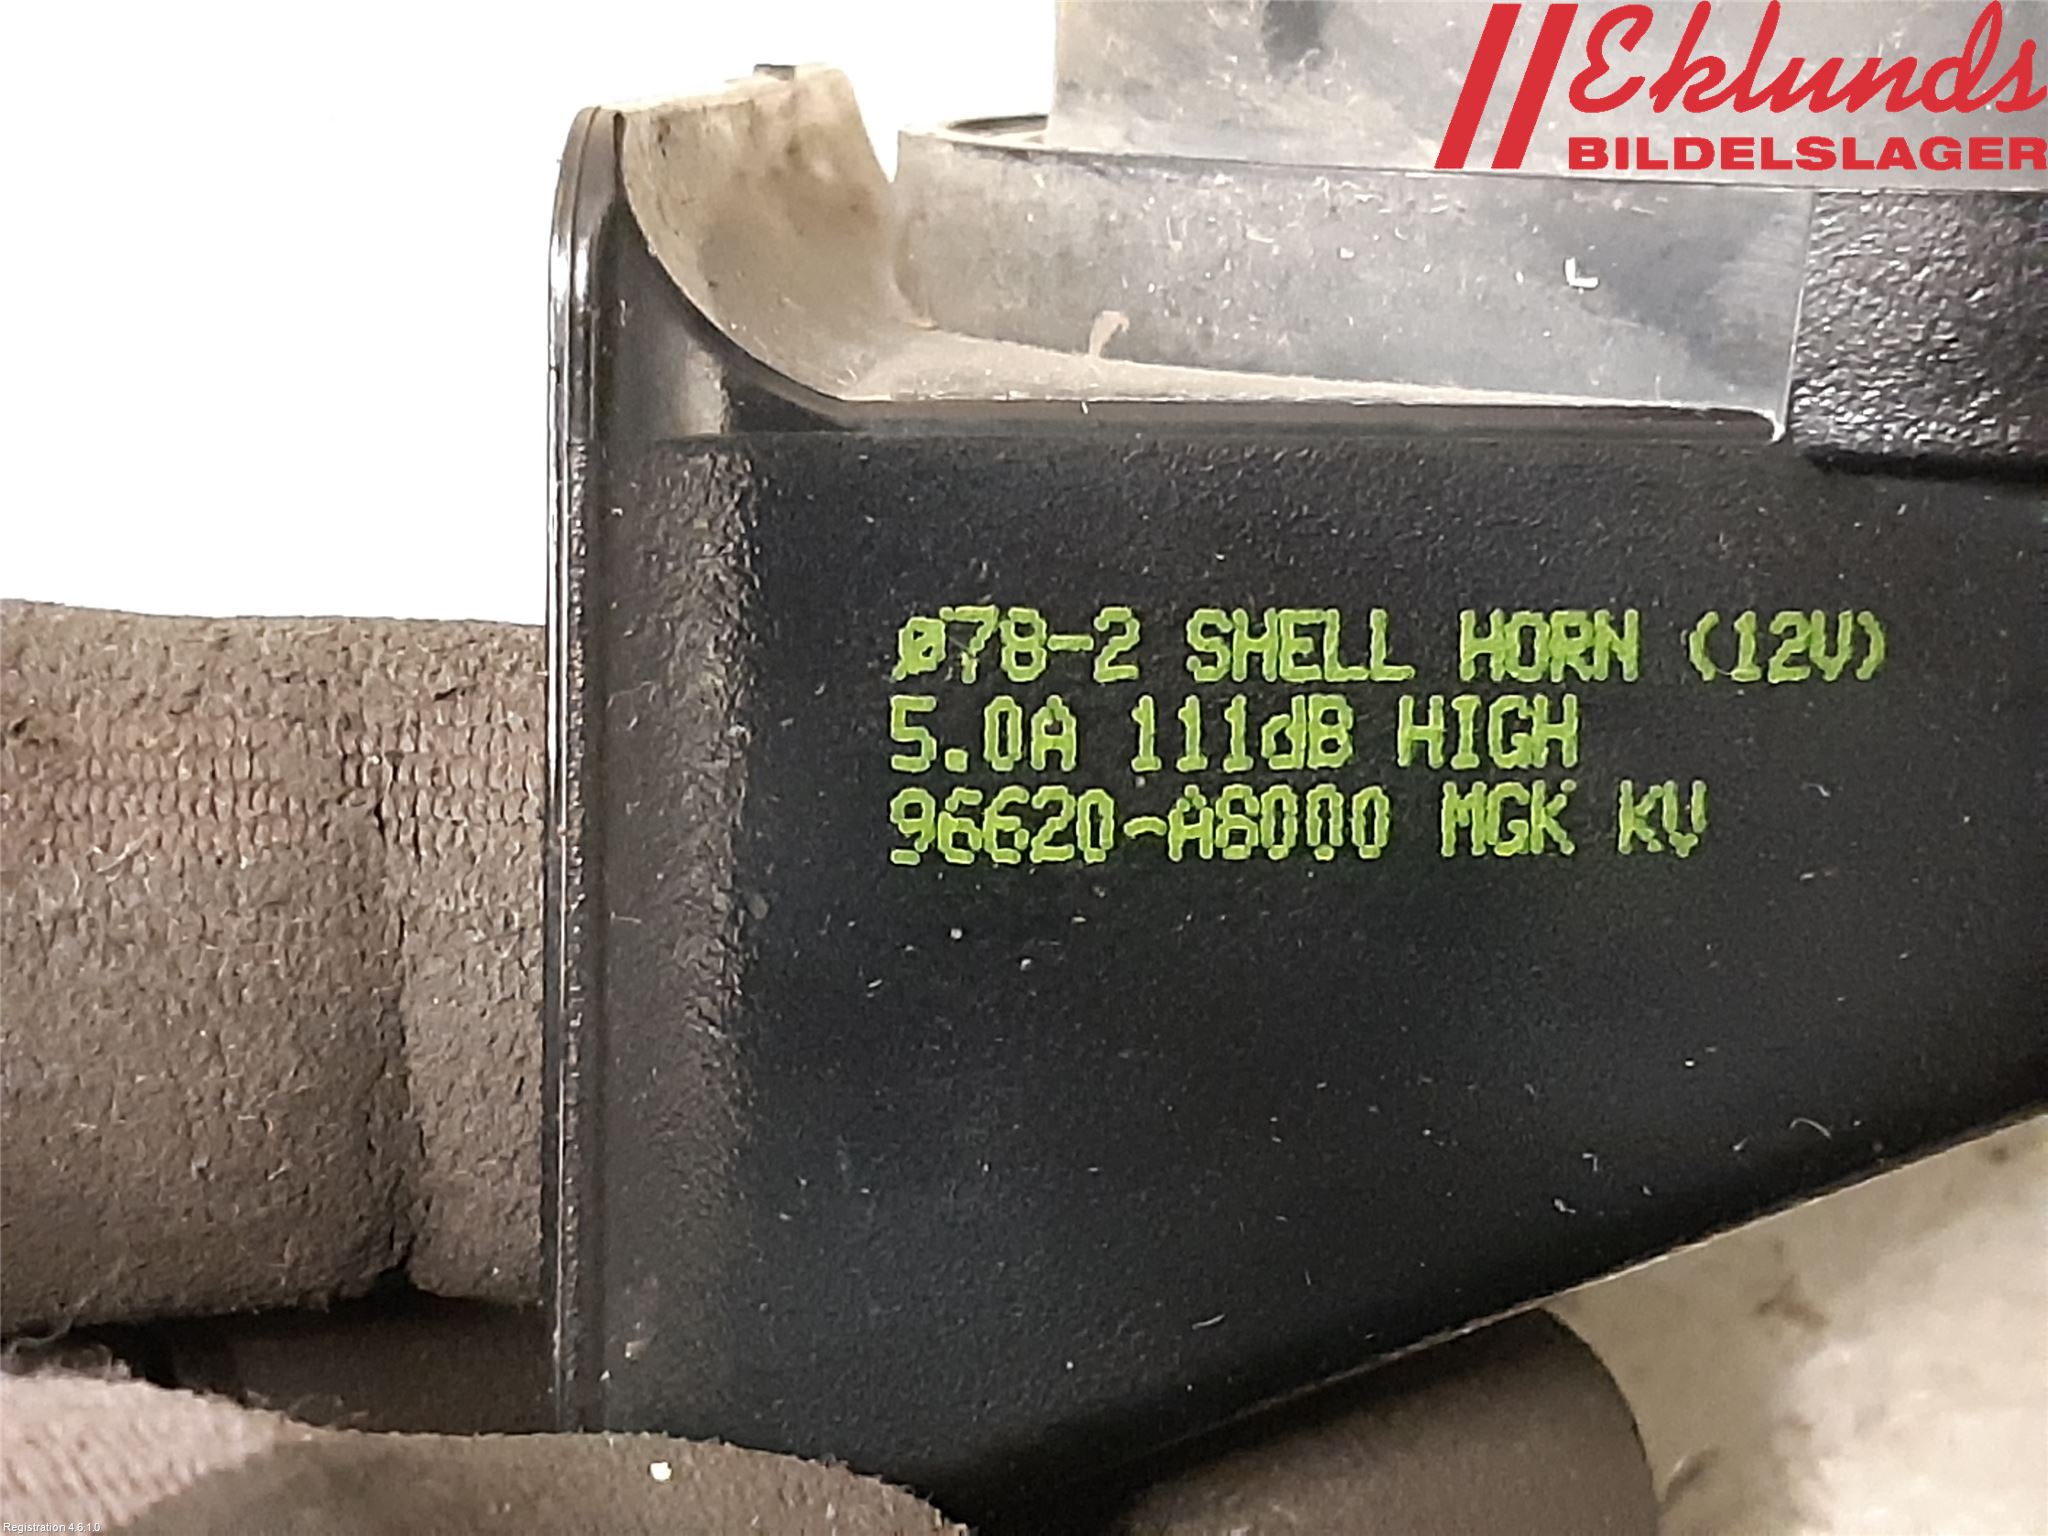 Eklunds
BILDELSLAGER
Ø78-2 SHELL HORN (12V)
5.0A 111dB HIGH
96620-A6000 MGK KV
Registration 4.6.1.0